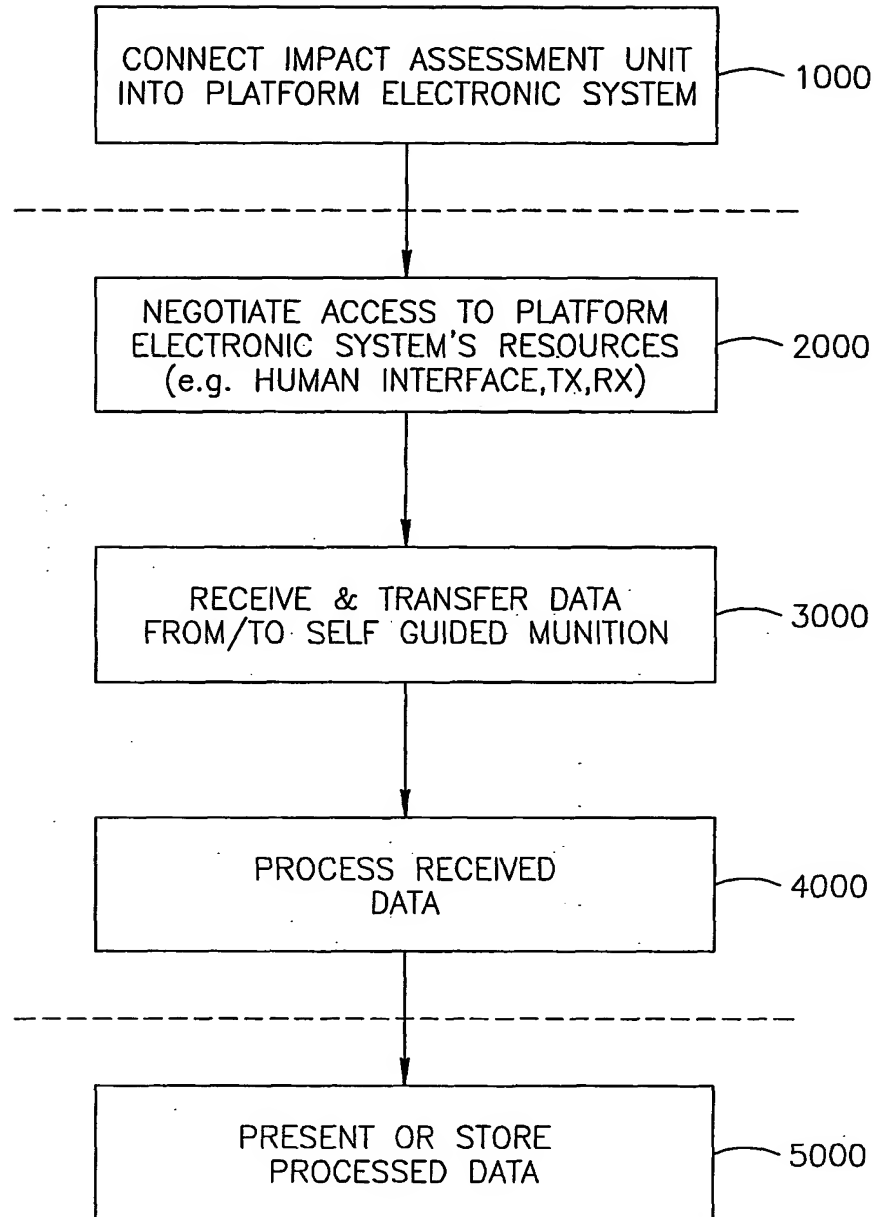 CONNECT IMPACT ASSESSMENT UNIT
INTO PLATFORM ELECTRONIC SYSTEM
1000
NEGOTIATE ACCESS TO PLATFORM
ELECTRONIC SYSTEM'S RESOURCES
(e.g. HUMAN INTERFACE,TX,RX)
2000
RECEIVE & TRANSFER DATA
FROM/TO SELF GUIDED MUNITION
3000
PROCESS RECEIVED
DATA
4000
PRESENT OR STORE
PROCESSED DATA
5000